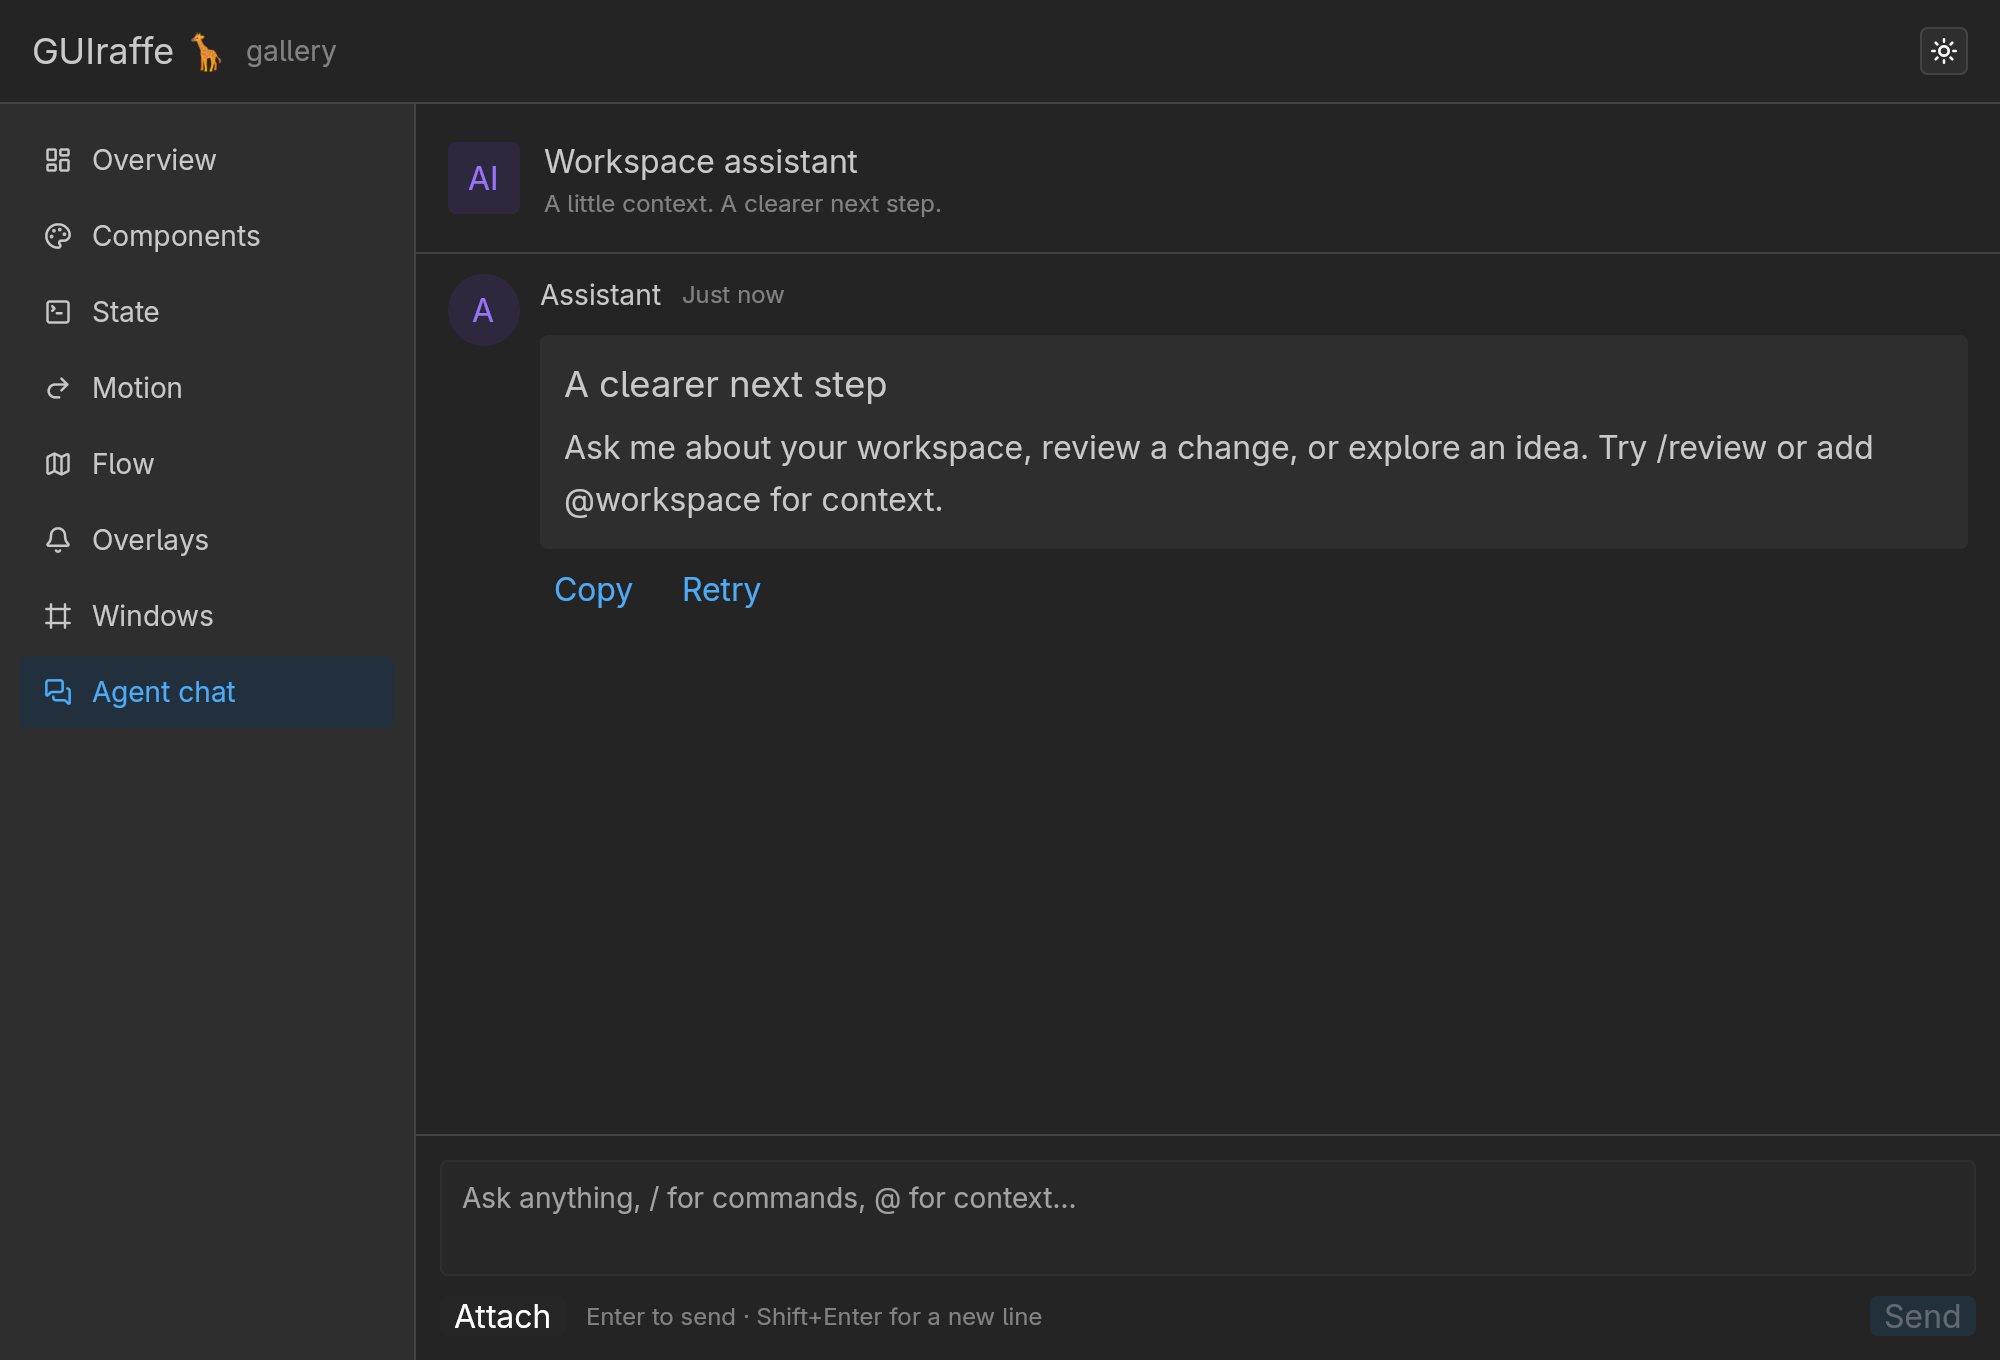 GUIraffe 🦒 gallery
Overview
Components
State
Motion
Flow
Overlays
Windows
Agent chat
AI
Workspace assistant
A little context. A clearer next step.
A
Assistant Just now
A clearer next step
Ask me about your workspace, review a change, or explore an idea. Try /review or add
@workspace for context.
Copy Retry
Ask anything, / for commands, @ for context...
Attach Enter to send · Shift+Enter for a new line Send